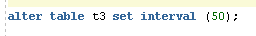 alter table t3 set interval (50);